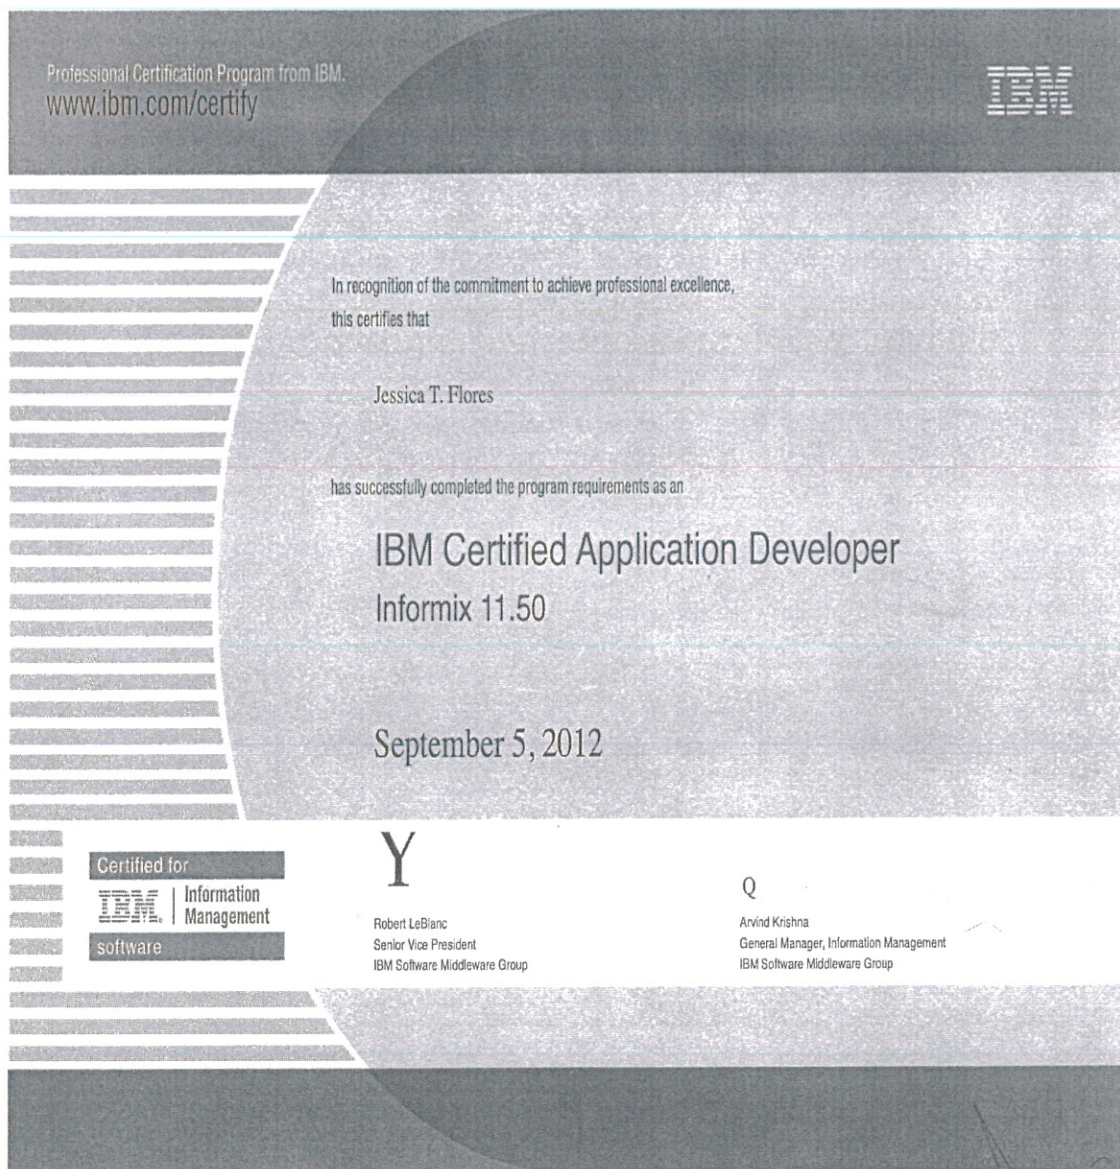 Professional Certification Program from IBM.
www.ibm.com/certify
IBM
In recognition of the commitment to achieve professional excellence,
this certifies that
Jessica T. Flores
has successfully completed the program requirements as an
IBM Certified Application Developer
Informix 11.50
September 5, 2012
Certified for
IBM.
Information
Management
software
Y
Robert LeBlanc
Senior Vice President
IBM Software Middleware Group
Q
Arvind Krishna
General Manager, Information Management
IBM Software Middleware Group